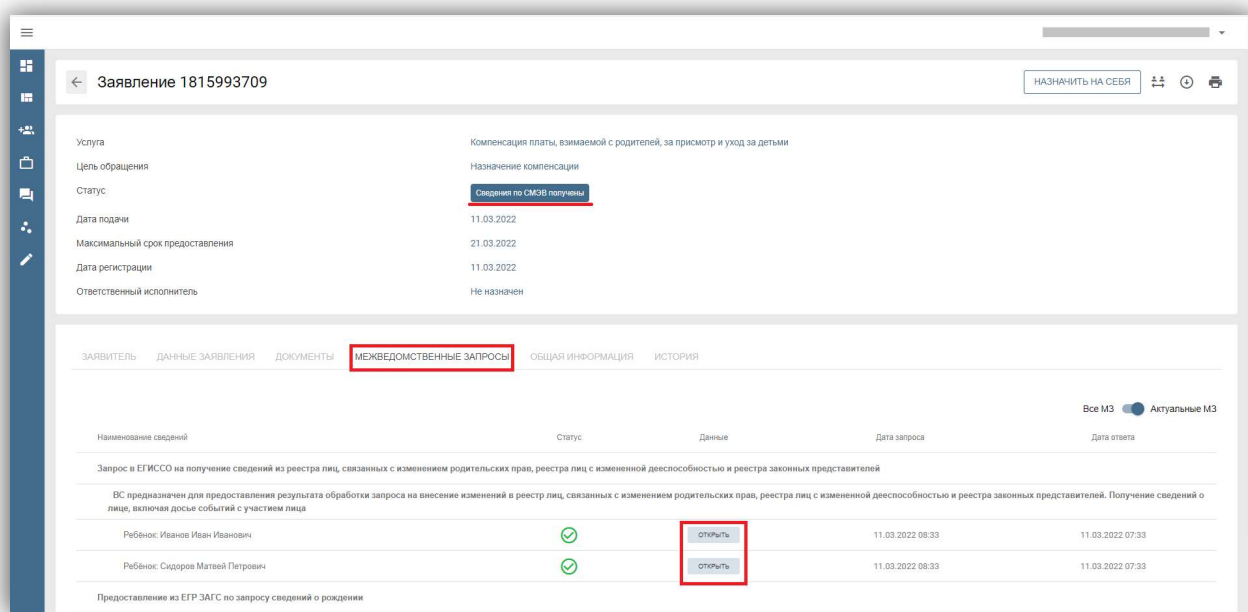 Заявление 1815993709
НАЗНАЧИТЬ НА СЕБЯ
Услуга
Компенсация платы, взимаемой с родителей, за присмотр и уход за детьми
Цель обращения
Назначение компенсации
Статус
Сведения по СМЭВ получены
Дата подачи
11.03.2022
Максимальный срок предоставления
21.03.2022
Дата регистрации
11.03.2022
Ответственный исполнитель
Не назначен
ЗАЯВИТЕЛЬ ДАННЫЕ ЗАЯВЛЕНИЯ ДОКУМЕНТЫ МЕЖВЕДОМСТВЕННЫЕ ЗАПРОСЫ ОБЩАЯ ИНФОРМАЦИЯ ИСТОРИЯ
Все МЗ Актуальные МЗ
Наименование сведений Статус Данные Дата запроса Дата ответа
Запрос в ЕГИССО на получение сведений из реестра лиц, связанных с изменением родительских прав, реестра лиц с измененной дееспособностью и реестра законных представителей
ВС предназначен для предоставления результата обработки запроса на внесение изменений в реестр лиц, связанных с изменением родительских прав, реестра лиц с измененной дееспособностью и реестра законных представителей. Получение сведений о
лице, включая досье событий с участием лица
Ребёнок: Иванов Иван Иванович ОТКРЫТЬ 11.03.2022 08:33 11.03.2022 07:33
Ребёнок: Сидоров Матвей Петрович ОТКРЫТЬ 11.03.2022 08:33 11.03.2022 07:33
Предоставление из ЕГР ЗАГС по запросу сведений о рождении